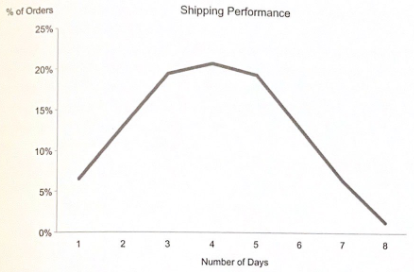 % of Orders
Shipping Performance
25%
20%
15%
10%
5%
0%
1 2 3 4 5 6 7 8
Number of Days